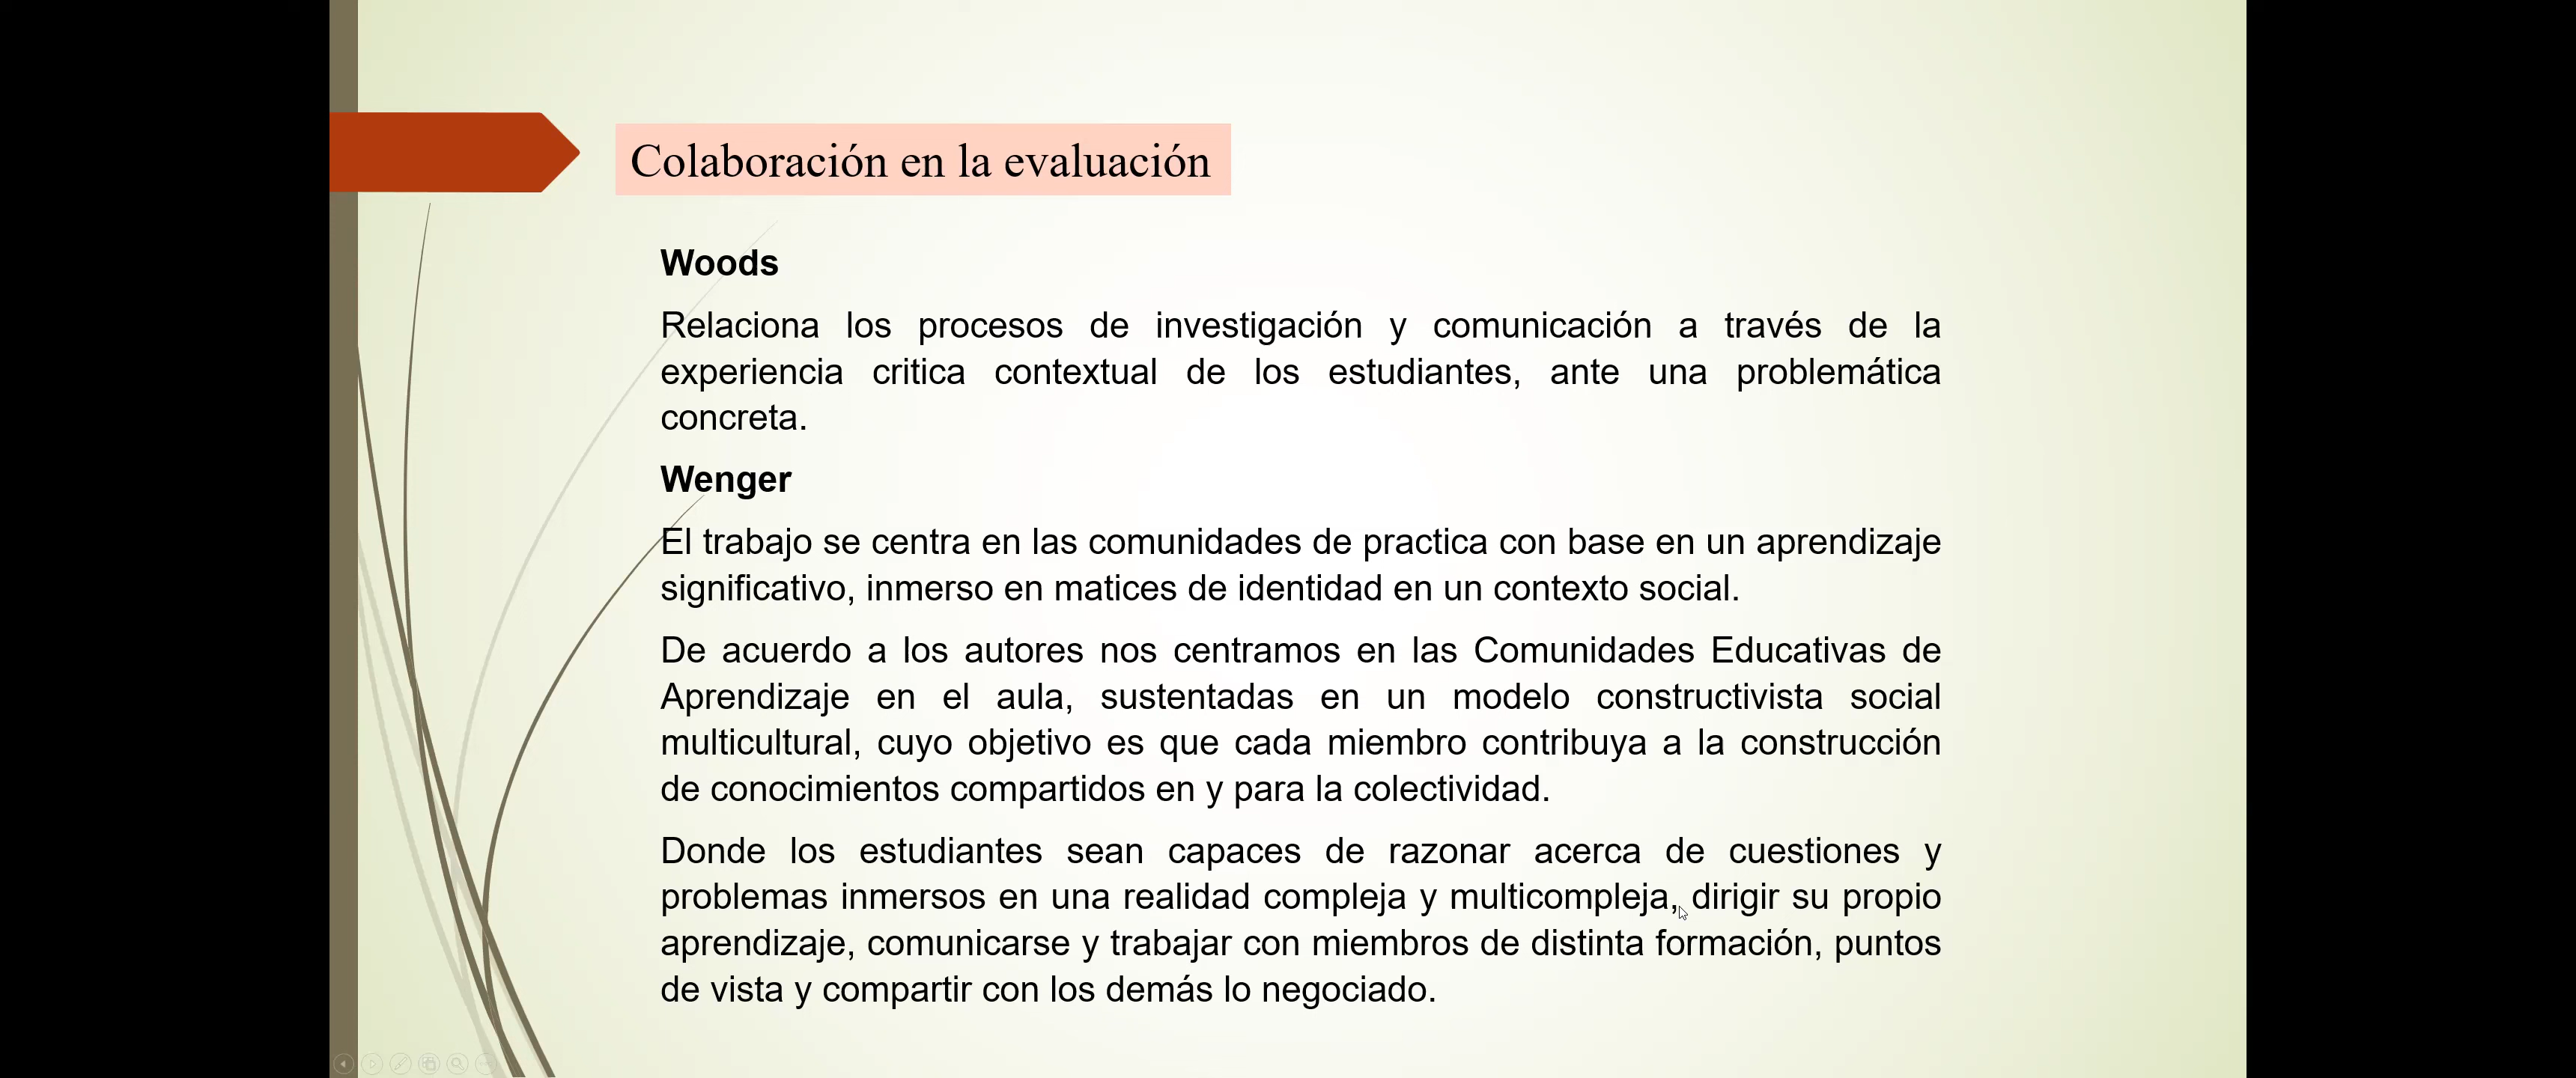 Colaboración en la evaluación
Woods
Relaciona los procesos de investigación y comunicación a través de la
experiencia critica contextual de los estudiantes, ante una problemática
concreta.
Wenger
El trabajo se centra en las comunidades de practica con base en un aprendizaje
significativo, inmerso en matices de identidad en un contexto social.
De acuerdo a los autores nos centramos en las Comunidades Educativas de
Aprendizaje en el aula, sustentadas en un modelo constructivista social
multicultural, cuyo objetivo es que cada miembro contribuya a la construcción
de conocimientos compartidos en y para la colectividad.
Donde los estudiantes sean capaces de razonar acerca de cuestiones y
problemas inmersos en una realidad compleja y multicompleja, dirigir su propio
aprendizaje, comunicarse y trabajar con miembros de distinta formación, puntos
de vista y compartir con los demás lo negociado.